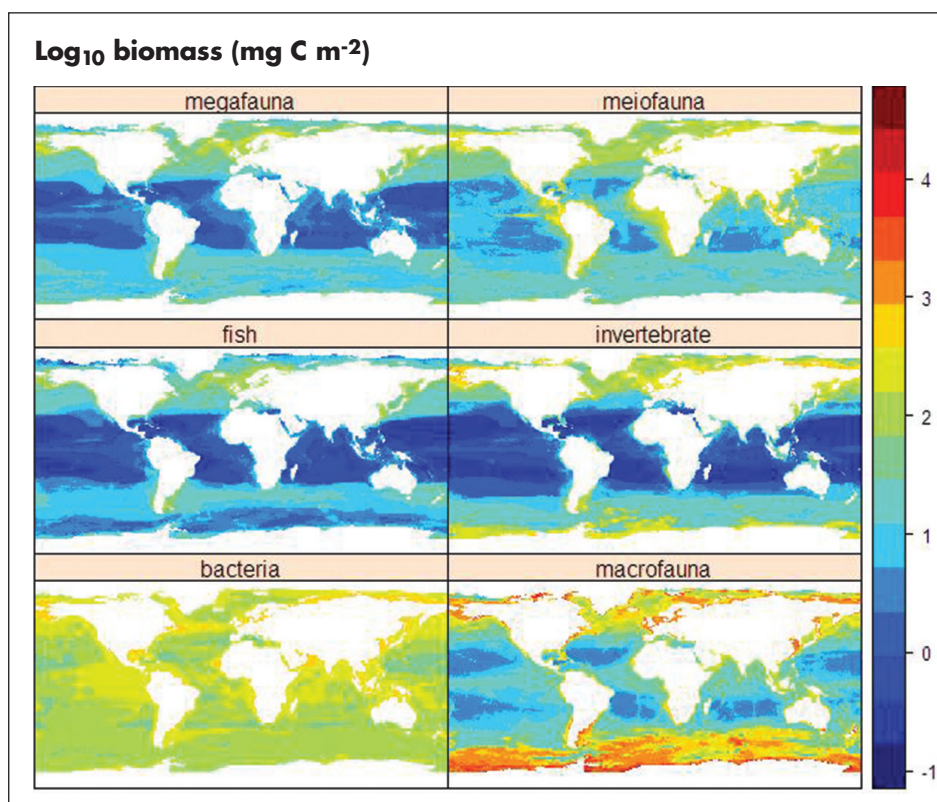 Log10 biomass (mg C m-2)
megafauna
meiofauna
fish
invertebrate
bacteria
macrofauna
4
3
2
1
0
-1